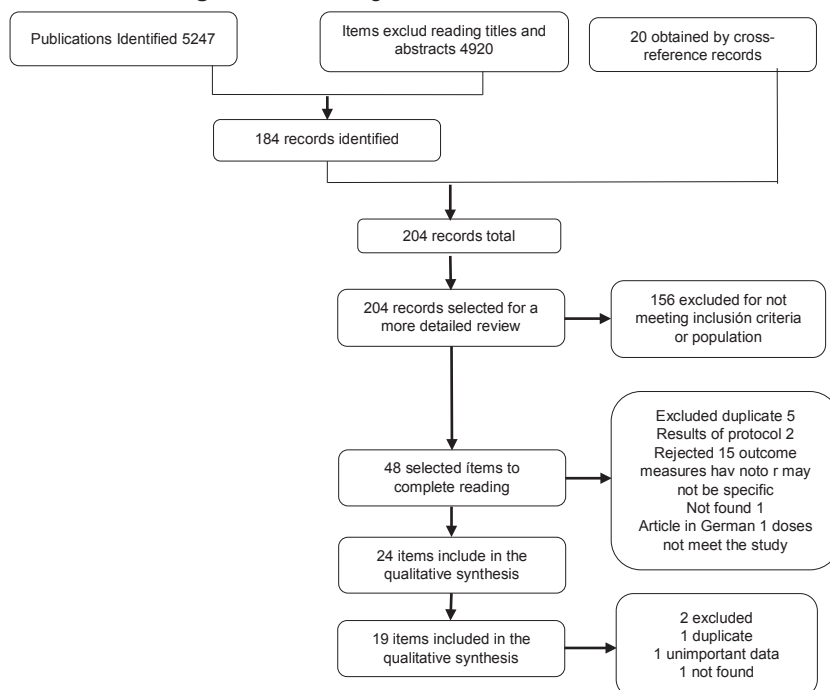 Publications Identified 5247
Items exclud reading titles and
abstracts 4920
20 obtained by cross-
reference records
184 records identified
204 records total
204 records selected for a
more detailed review
156 excluded for not
meeting inclusión criteria
or population
48 selected ítems to
complete reading
Excluded duplicate 5
Results of protocol 2
Rejected 15 outcome
measures hav noto r may
not be specific
Not found 1
Article in German 1 doses
not meet the study
24 items include in the
qualitative synthesis
19 items included in the
qualitative synthesis
2 excluded
1 duplicate
1 unimportant data
1 not found